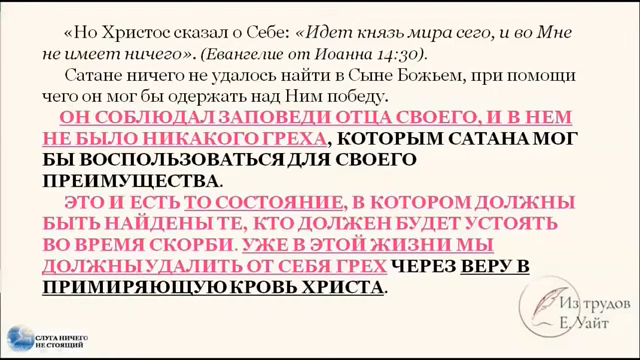 «Но Христос сказал о Себе: «Идет князь мира сего, и во Мне
не имеет ничего». (Евангелие от Иоанна 14:30).
Сатане ничего не удалось найти в Сыне Божьем, при помощи
чего он мог бы одержать над Ним победу.
ОН СОБЛЮДАЛ ЗАПОВЕДИ ОТЦА СВОЕГО, И В НЕМ
НЕ БЫЛО НИКАКОГО ГРЕХА, КОТОРЫМ САТАНА МОГ
БЫ ВОСПОЛЬЗОВАТЬСЯ ДЛЯ СВОЕГО
ПРЕИМУЩЕСТВА.
ЭТО И ЕСТЬ ТО СОСТОЯНИЕ, В КОТОРОМ ДОЛЖНЫ
БЫТЬ НАЙДЕНЫ ТЕ, КТО ДОЛЖЕН БУДЕТ УСТОЯТЬ
ВО ВРЕМЯ СКОРБИ. УЖЕ В ЭТОЙ ЖИЗНИ МЫ
ДОЛЖНЫ УДАЛИТЬ ОТ СЕБЯ ГРЕХ ЧЕРЕЗ ВЕРУ В
ПРИМИРЯЮЩУЮ КРОВЬ ХРИСТА.
Из трудов
Е. Уайт
СЛУГА НИЧЕГО
НЕ СТОЯЩИЙ